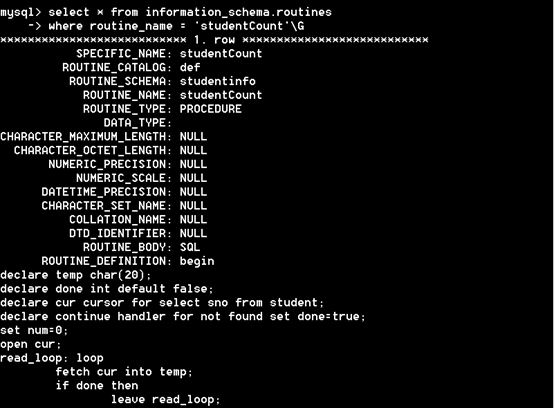 mysql> select * from information_schema.routines
    -> where routine_name = 'studentCount'\G
*************************** 1. row ***************************
           SPECIFIC_NAME: studentCount
         ROUTINE_CATALOG: def
          ROUTINE_SCHEMA: studentinfo
            ROUTINE_NAME: studentCount
            ROUTINE_TYPE: PROCEDURE
               DATA_TYPE:
CHARACTER_MAXIMUM_LENGTH: NULL
  CHARACTER_OCTET_LENGTH: NULL
       NUMERIC_PRECISION: NULL
           NUMERIC_SCALE: NULL
      DATETIME_PRECISION: NULL
      CHARACTER_SET_NAME: NULL
          COLLATION_NAME: NULL
          DTD_IDENTIFIER: NULL
            ROUTINE_BODY: SQL
      ROUTINE_DEFINITION: begin
declare temp char(20);
declare done int default false;
declare cur cursor for select sno from student;
declare continue handler for not found set done=true;
set num=0;
open cur;
read_loop: loop
        fetch cur into temp;
        if done then
                leave read_loop;